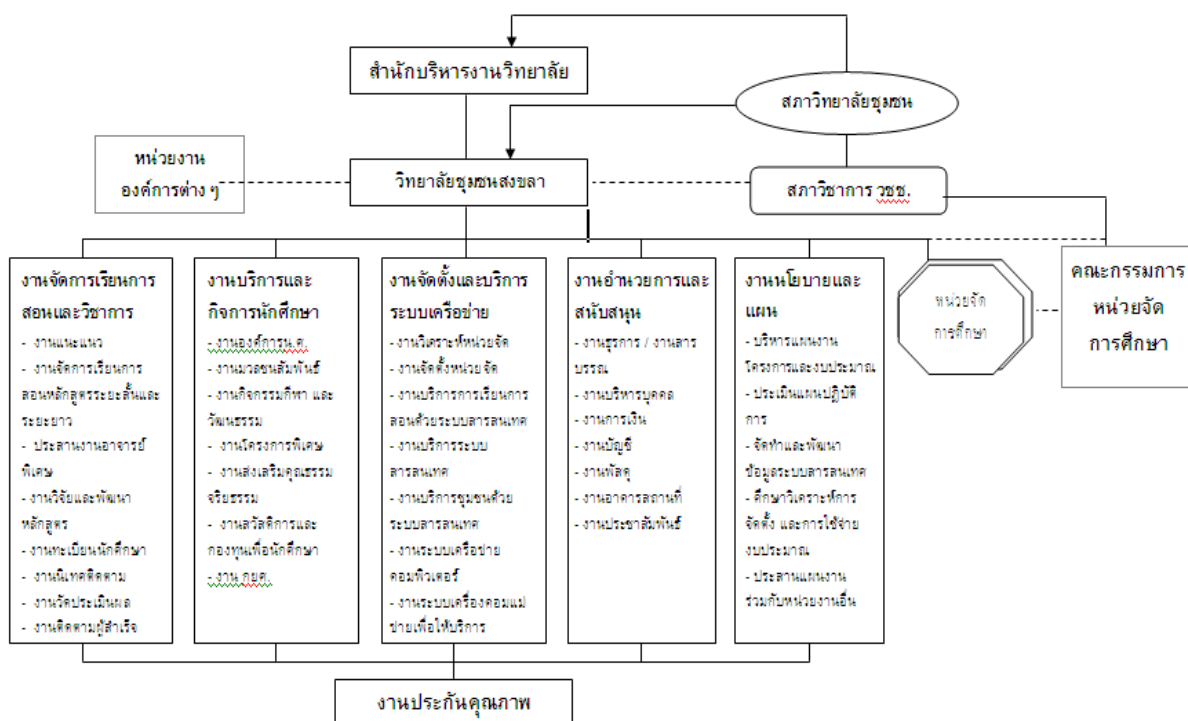 สำนักบริหารงานวิทยาลัย
สภาวิทยาลัยชุมชน
หน่วยงาน
องค์การต่าง ๆ
วิทยาลัยชุมชนสงขลา
สภาวิชาการ วชช.
งานจัดการเรียนการ
สอนและวิชาการ
- งานแนะแนว
- งานจัดการเรียนการ
สอนหลักสูตรระยะสั้นและ
ระยะยาว
- ประสานงานอาจารย์
พิเศษ
- งานวิจัยและพัฒนา
หลักสูตร
- งานทะเบียนนักศึกษา
- งานนิเทศติดตาม
- งานวัดประเมินผล
- งานติดตามผู้สำเร็จ
งานบริการและ
กิจการนักศึกษา
- งานองค์การน.ศ.
- งานมวลชนสัมพันธ์
- งานกิจกรรมกีฬา และ
วัฒนธรรม
- งานโครงการพิเศษ
- งานส่งเสริมคุณธรรม
จริยธรรม
- งานสวัสดิการและ
กองทุนเพื่อนักศึกษา
- งาน กยศ.
งานจัดตั้งและบริการ
ระบบเครือข่าย
- งานวิเคราะห์หน่วยจัด
- งานจัดตั้งหน่วยจัด
- งานบริการการเรียนการ
สอนด้วยระบบสารสนเทศ
- งานบริการระบบ
สารสนเทศ
- งานบริการชุมชนด้วย
ระบบสารสนเทศ
- งานระบบเครือข่าย
คอมพิวเตอร์
- งานระบบเครื่องคอมแม่
ข่ายเพื่อให้บริการ
งานอำนวยการและ
สนับสนุน
- งานธุรการ / งานสาร
บรรณ
- งานบริหารบุคคล
- งานการเงิน
- งานบัญชี
- งานพัสดุ
- งานอาคารสถานที่
- งานประชาสัมพันธ์
งานนโยบายและ
แผน
- บริหารแผนงาน
โครงการและงบประมาณ
- ประเมินแผนปฏิบัติ
การ
- จัดทำและพัฒนา
ข้อมูลระบบสารสนเทศ
- ศึกษาวิเคราะห์การ
จัดตั้ง และการใช้จ่าย
งบประมาณ
- ประสานแผนงาน
ร่วมกับหน่วยงานอื่น
หน่วยจัด
การศึกษา
คณะกรรมการ
หน่วยจัด
การศึกษา
งานประกันคุณภาพ